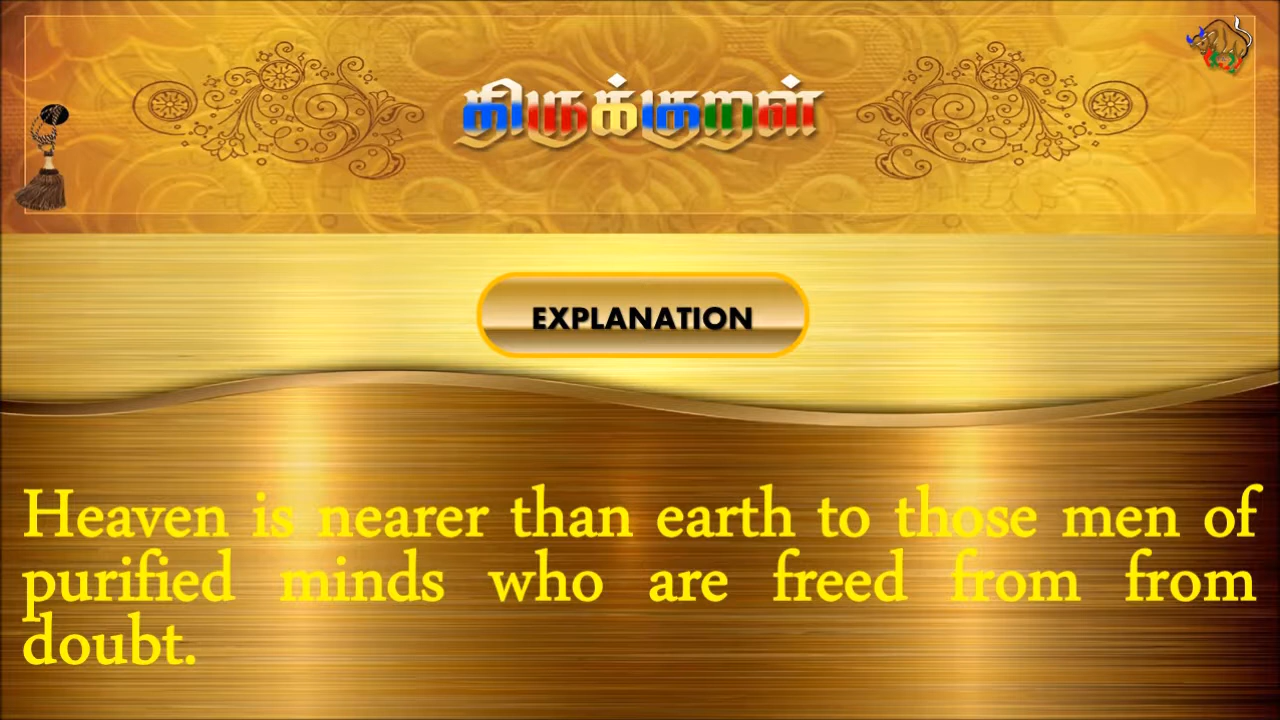 திருக்குறள்
EXPLANATION
Heaven is nearer than earth to those men of
purified minds who are freed from from
doubt.